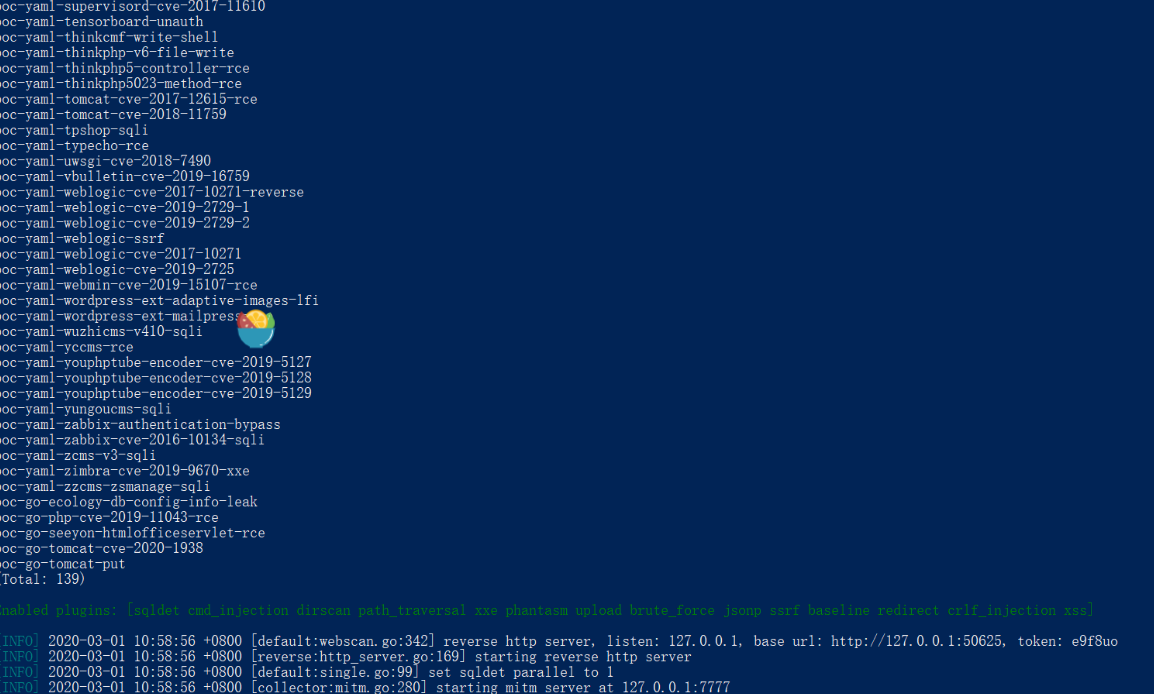 oc-yaml-supervisord-cve-2017-11610
oc-yaml-tensorboard-unauth
oc-yaml-thinkcmf-write-shell
oc-yaml-thinkphp-v6-file-write
oc-yaml-thinkphp5-controller-rce
oc-yaml-thinkphp5023-method-rce
oc-yaml-tomcat-cve-2017-12615-rce
oc-yaml-tomcat-cve-2018-11759
oc-yaml-tpshop-sqli
oc-yaml-typecho-rce
oc-yaml-uwsgi-cve-2018-7490
oc-yaml-vbulletin-cve-2019-16759
oc-yaml-weblogic-cve-2017-10271-reverse
oc-yaml-weblogic-cve-2019-2729-1
oc-yaml-weblogic-cve-2019-2729-2
oc-yaml-weblogic-ssrf
oc-yaml-weblogic-cve-2017-10271
oc-yaml-weblogic-cve-2019-2725
oc-yaml-webmin-cve-2019-15107-rce
oc-yaml-wordpress-ext-adaptive-images-lfi
oc-yaml-wordpress-ext-mailpress
oc-yaml-wuzhicms-v410-sqli
oc-yaml-yccms-rce
oc-yaml-youphptube-encoder-cve-2019-5127
oc-yaml-youphptube-encoder-cve-2019-5128
oc-yaml-youphptube-encoder-cve-2019-5129
oc-yaml-yungoucms-sqli
oc-yaml-zabbix-authentication-bypass
oc-yaml-zabbix-cve-2016-10134-sqli
oc-yaml-zcms-v3-sqli
oc-yaml-zimbra-cve-2019-9670-xxe
oc-yaml-zzcms-zsmanage-sqli
oc-go-ecology-db-config-info-leak
oc-go-php-cve-2019-11043-rce
oc-go-seeyon-htmlofficeservlet-rce
oc-go-tomcat-cve-2020-1938
oc-go-tomcat-put
(Total: 139)
Enabled plugins: [sqldet cmd_injection dirscan path_traversal xxe phantasm upload brute_force jsonp ssrf baseline redirect crlf_injection xss]
[INFO] 2020-03-01 10:58:56 +0800 [default:webscan.go:342] reverse http server, listen: 127.0.0.1, base url: http://127.0.0.1:50625, token: e9f8uo
[INFO] 2020-03-01 10:58:56 +0800 [reverse:http_server.go:169] starting reverse http server
[INFO] 2020-03-01 10:58:56 +0800 [default:single.go:99] set sqldet parallel to 1
[INFO] 2020-03-01 10:58:56 +0800 [collector:mitm.go:280] starting mitm server at 127.0.0.1:7777